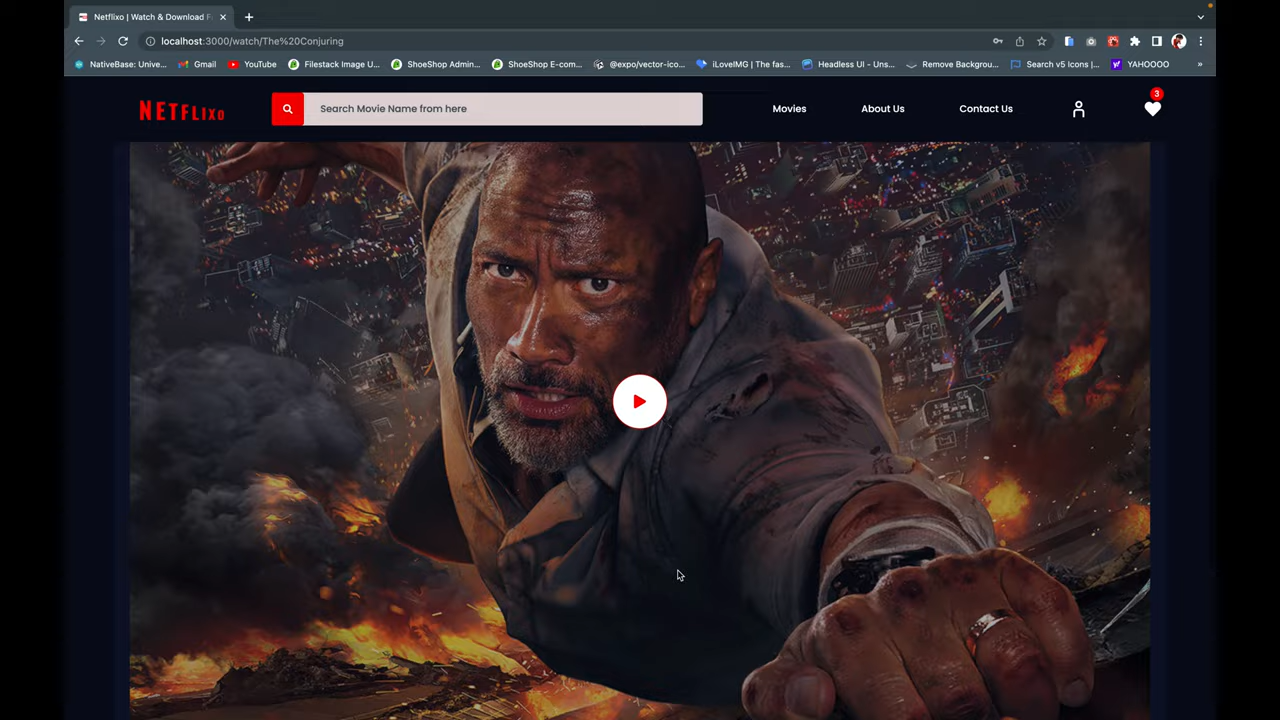 Netflixo | Watch & Download F
localhost:3000/watch/The%20Conjuring
NativeBase: Unive... Gmail YouTube Filestack Image U... ShoeShop Admin,... ShoeShop E-com... @expo/vector-ico... iLoveIMG | The fas... Headless UI - Uns... Remove Backgrou... Search v5 Icons |... YAHOOOO »
NETFLIXO Search Movie Name from here Movies About Us Contact Us 3